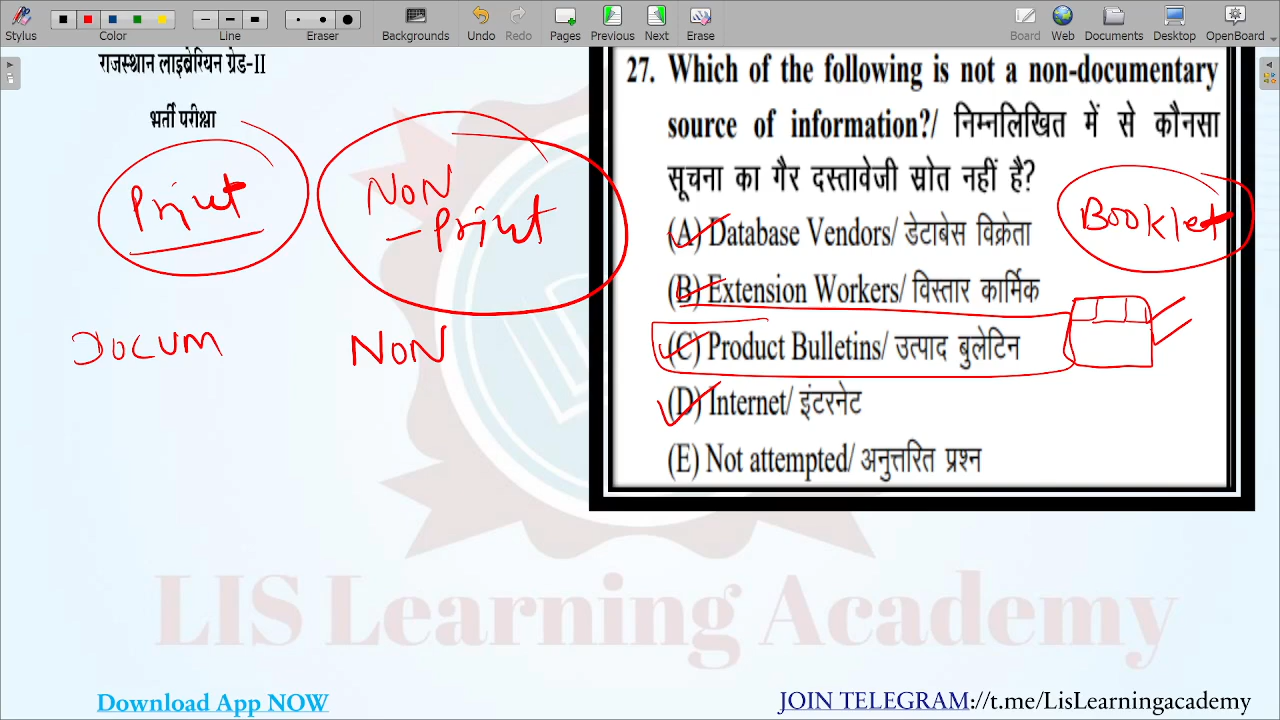 Stylus
Color
Line
Eraser
Backgrounds
Undo
Redo
Pages
Previous
Next
Erase
Board
Web
Documents
Desktop
OpenBoard
राजस्थान लाइब्रेरियन ग्रेड-II
भर्ती परीक्षा
Print
NON
-Print
DOCUM
NON
27. Which of the following is not a non-documentary
source of information?/ निम्नलिखित में से कौनसा
सूचना का गैर दस्तावेजी स्रोत नहीं है?
(A) Database Vendors/ डेटाबेस विक्रेता
(B) Extension Workers/ विस्तार कार्मिक
(C) Product Bulletins/ उत्पाद बुलेटिन
(D) Internet/ इंटरनेट
(E) Not attempted/ अनुत्तरित प्रश्न
Booklet
LIS Learning Academy
Download App NOW
JOIN TELEGRAM://t.me/LisLearningacademy